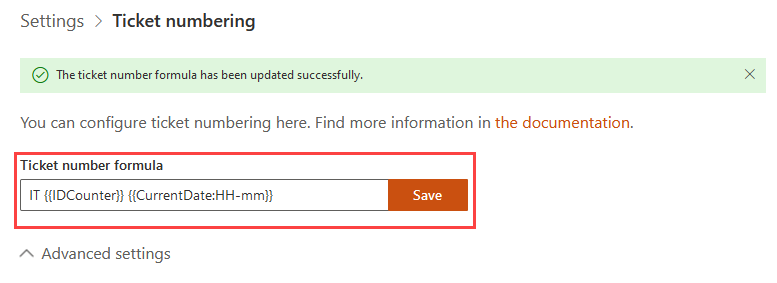 Settings > Ticket numbering
The ticket number formula has been updated successfully.
You can configure ticket numbering here. Find more information in the documentation.
Ticket number formula
IT {{IDCounter}} {{CurrentDate:HH-mm}} Save
Advanced settings